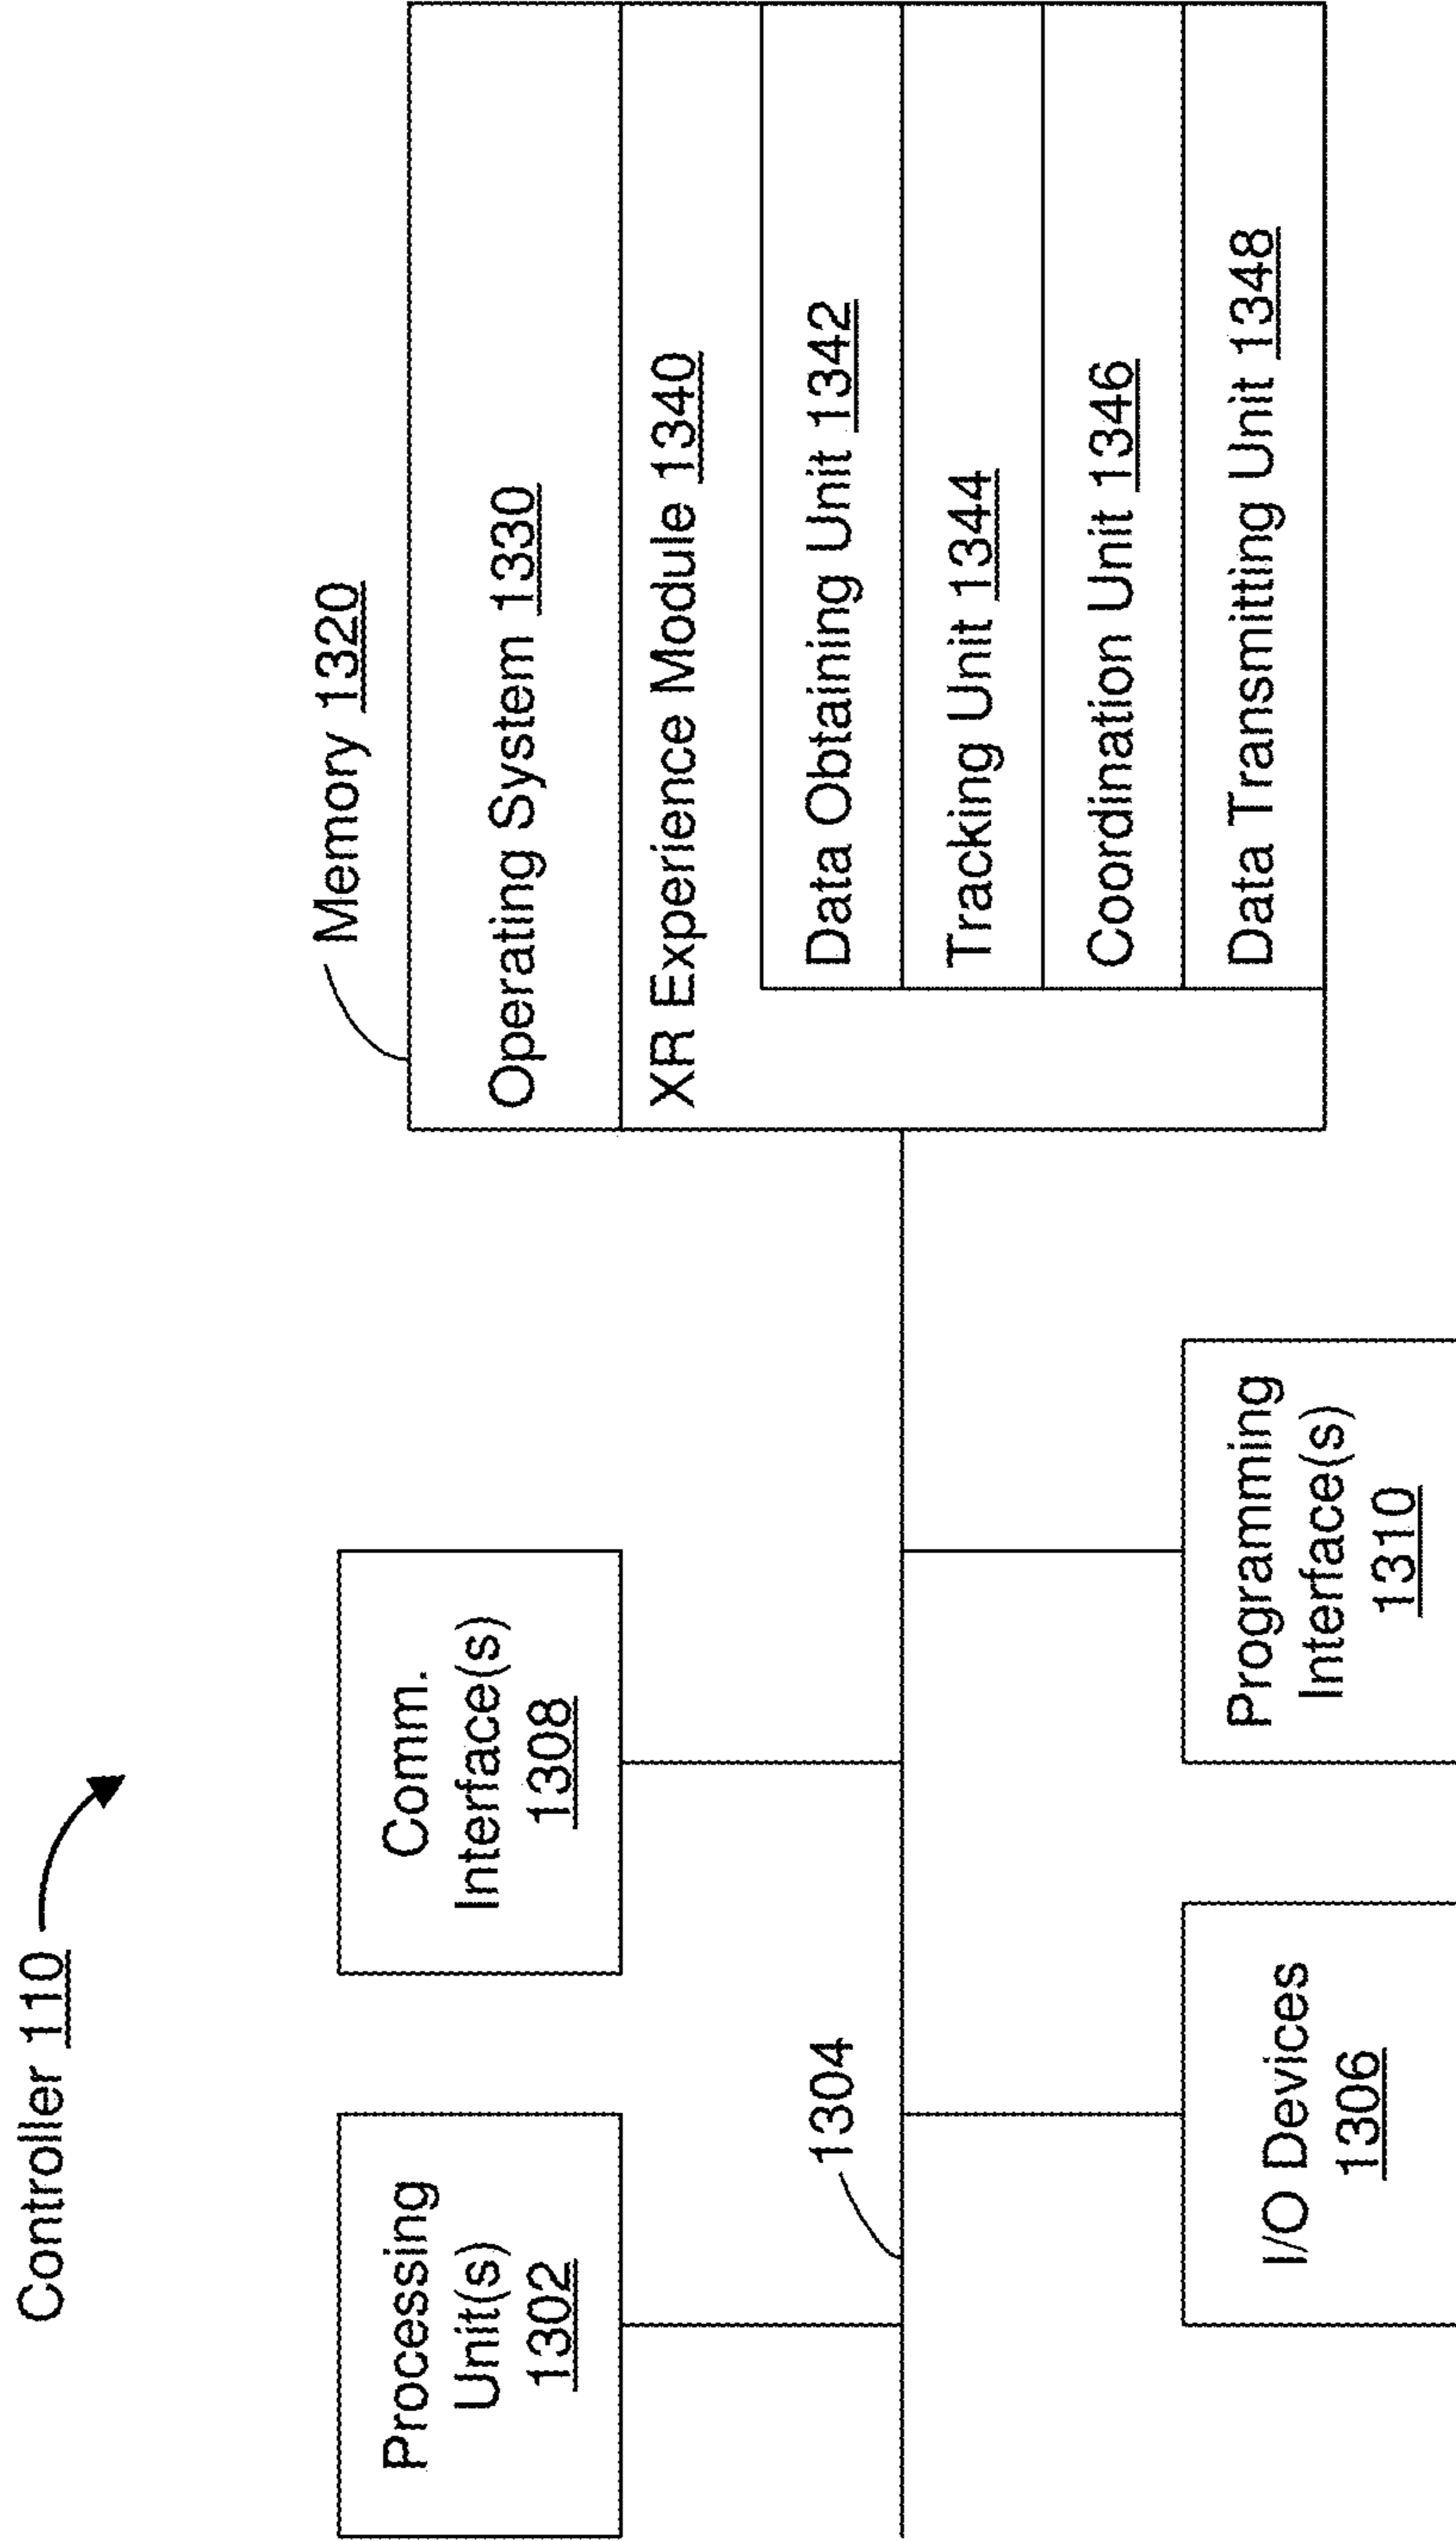 Controller 110
Processing
Unit(s)
1302
Comm.
Interface(s)
1308
Memory 1320
Operating System 1330
XR Experience Module 1340
Data Obtaining Unit 1342
Tracking Unit 1344
Coordination Unit 1346
Data Transmitting Unit 1348
1304
I/O Devices
1306
Programming
Interface(s)
1310